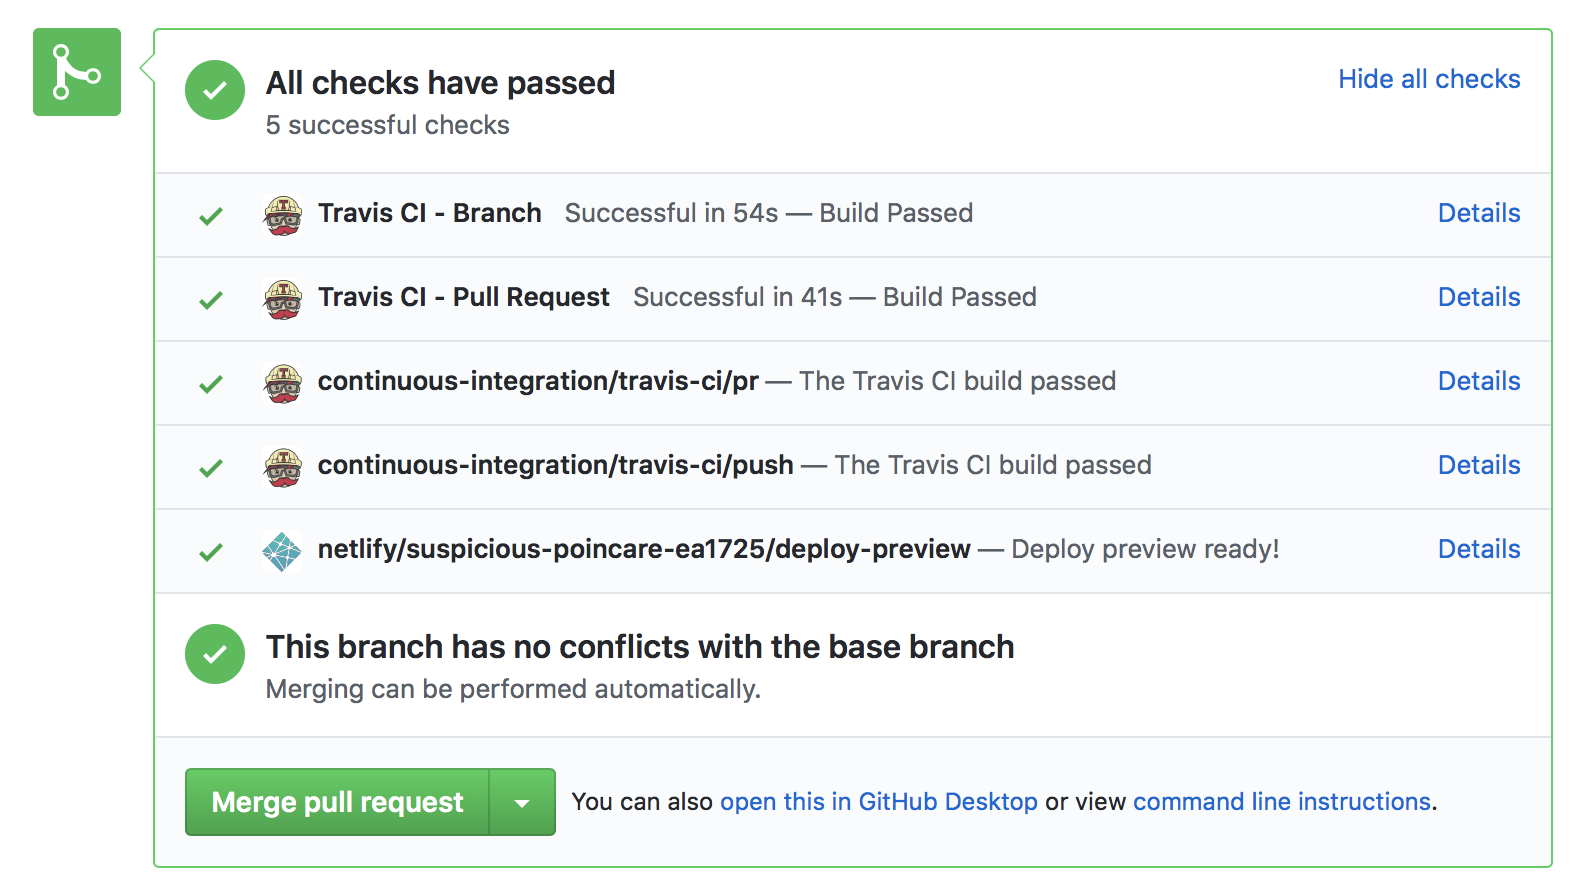 All checks have passed
Hide all checks
5 successful checks
Travis CI - Branch Successful in 54s — Build Passed Details
Travis CI - Pull Request Successful in 41s — Build Passed Details
continuous-integration/travis-ci/pr — The Travis CI build passed Details
continuous-integration/travis-ci/push — The Travis CI build passed Details
netlify/suspicious-poincare-ea1725/deploy-preview — Deploy preview ready! Details
This branch has no conflicts with the base branch
Merging can be performed automatically.
Merge pull request You can also open this in GitHub Desktop or view command line instructions.